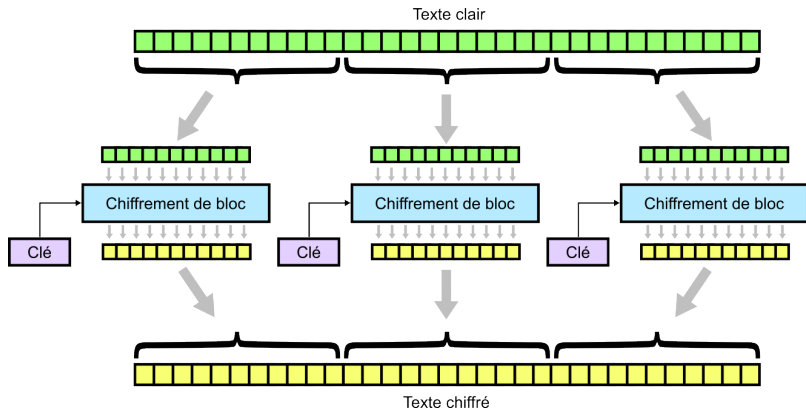 Texte clair
Chiffrement de bloc
Chiffrement de bloc
Chiffrement de bloc
Clé
Clé
Clé
Texte chiffré